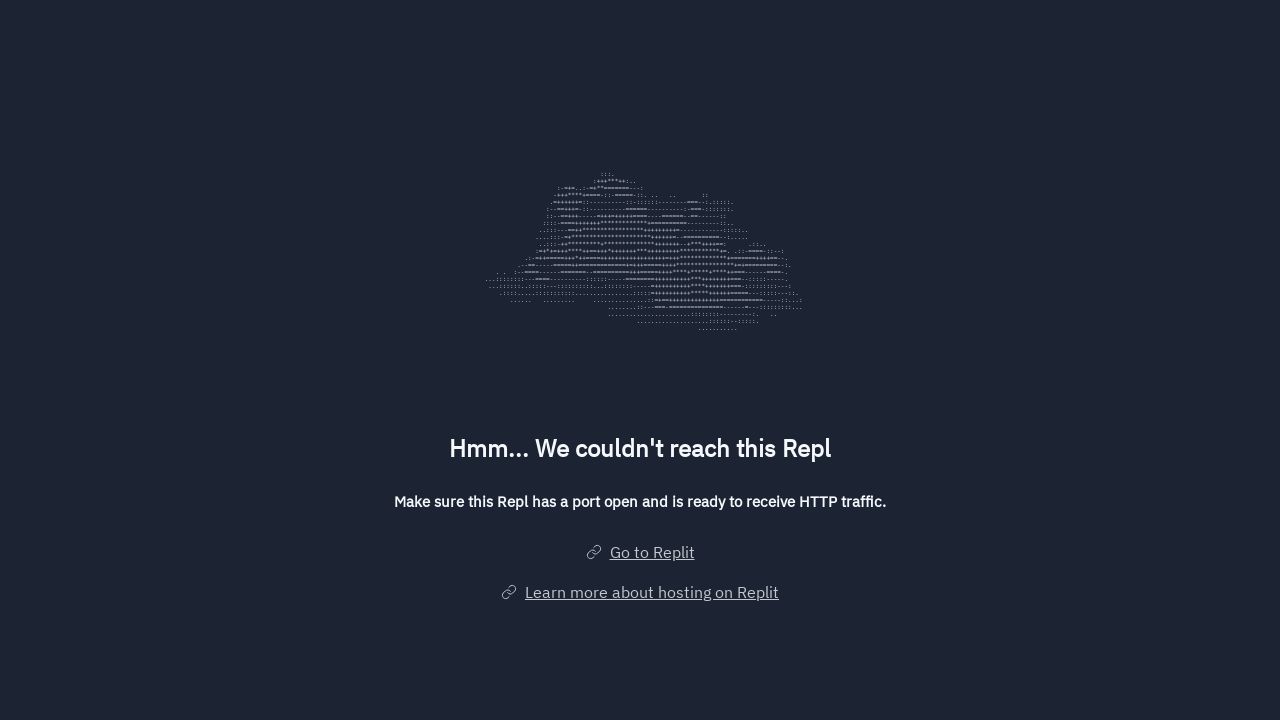 Hmm... We couldn't reach this Repl
Make sure this Repl has a port open and is ready to receive HTTP traffic.
Go to Replit
Learn more about hosting on Replit